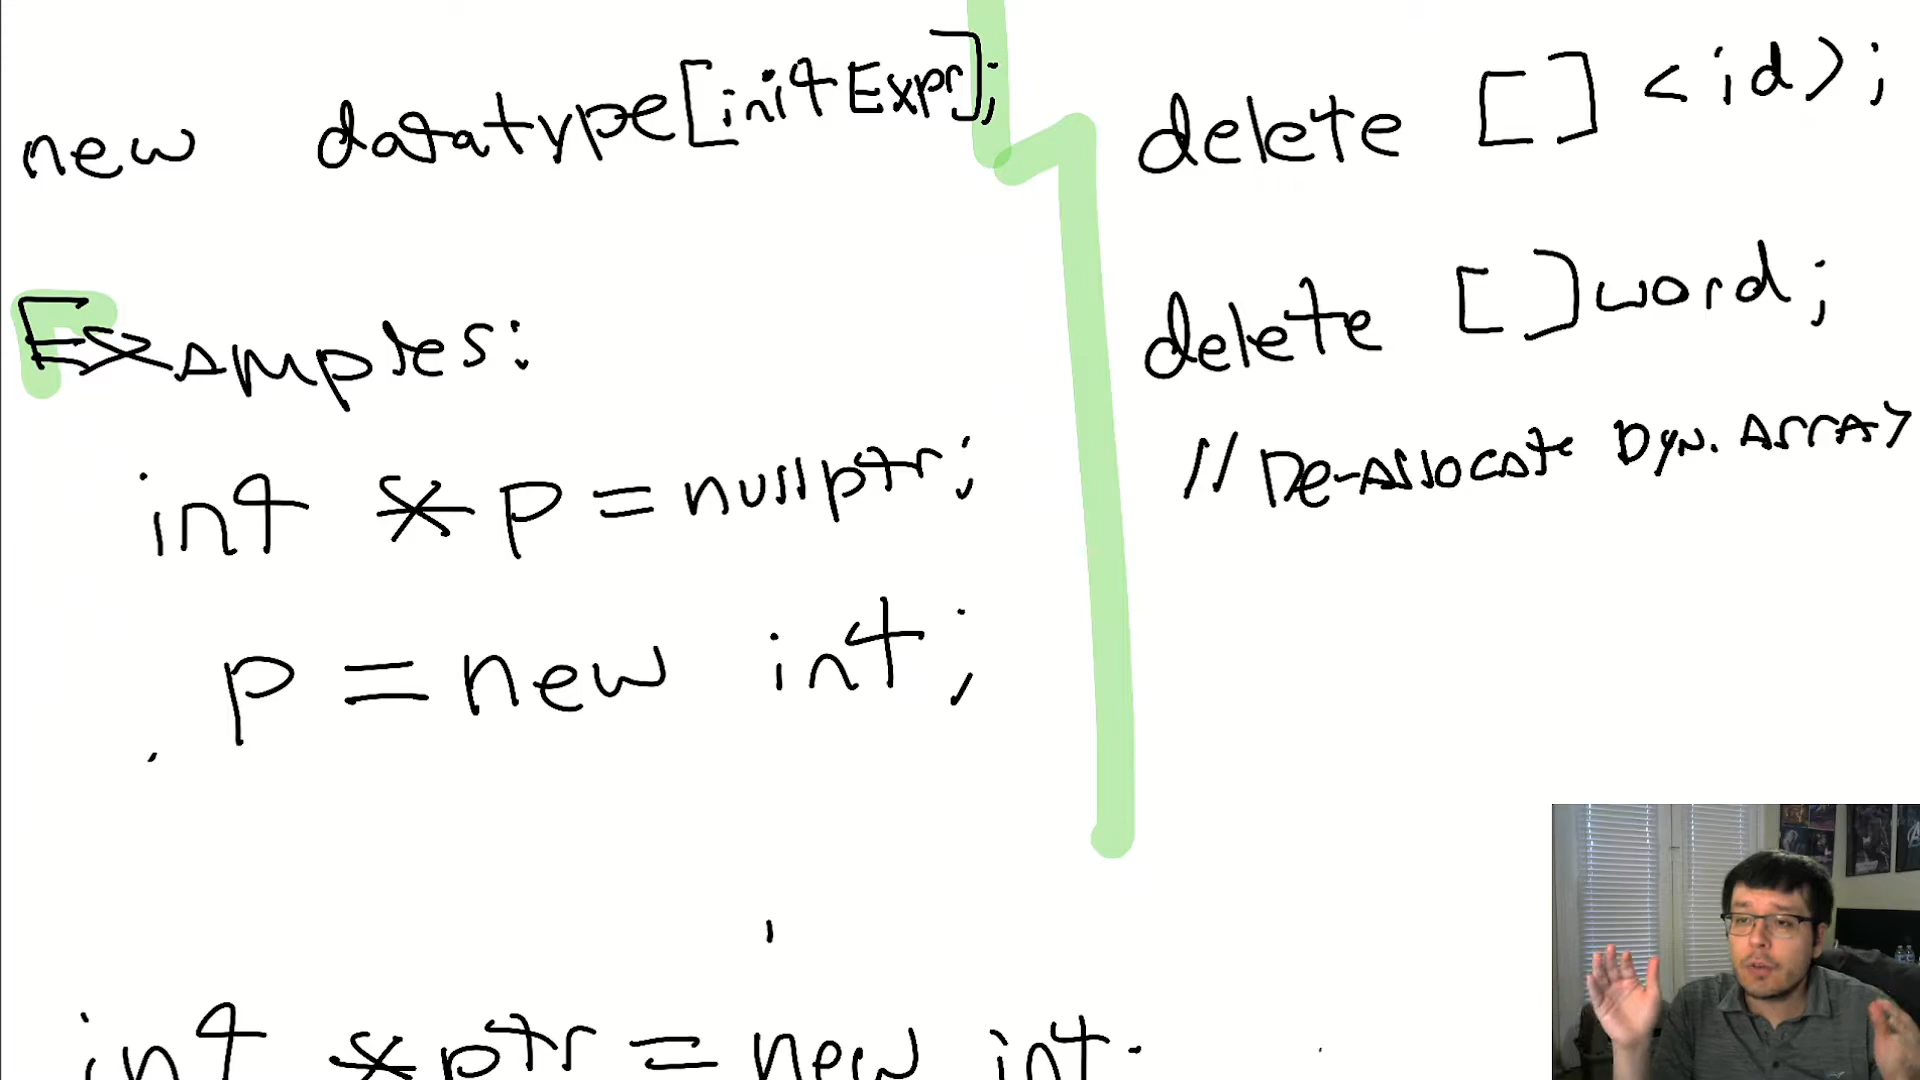 new datatype[initExpr];
Examples:
int *p = nullptr;
p = new int;
int *ptr = new int
delete [] <id>;
delete [] word;
// De-Allocate Dyn. Array